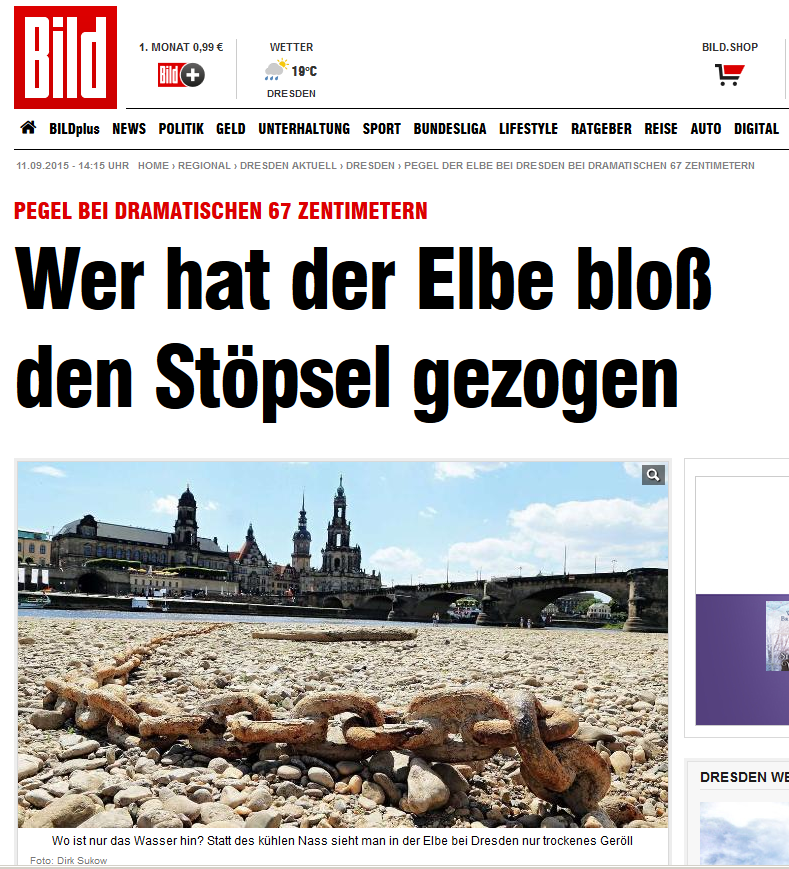 Bild
1. MONAT 0,99 €
Bild +
WETTER
19°C
DRESDEN
BILD.SHOP
BILDplus NEWS POLITIK GELD UNTERHALTUNG SPORT BUNDESLIGA LIFESTYLE RATGEBER REISE AUTO DIGITAL
11.09.2015 - 14:15 UHR HOME › REGIONAL › DRESDEN AKTUELL › DRESDEN › PEGEL DER ELBE BEI DRESDEN BEI DRAMATISCHEN 67 ZENTIMETERN
PEGEL BEI DRAMATISCHEN 67 ZENTIMETERN
Wer hat der Elbe bloß
den Stöpsel gezogen
Wo ist nur das Wasser hin? Statt des kühlen Nass sieht man in der Elbe bei Dresden nur trockenes Geröll
Foto: Dirk Sukow
DRESDEN WE